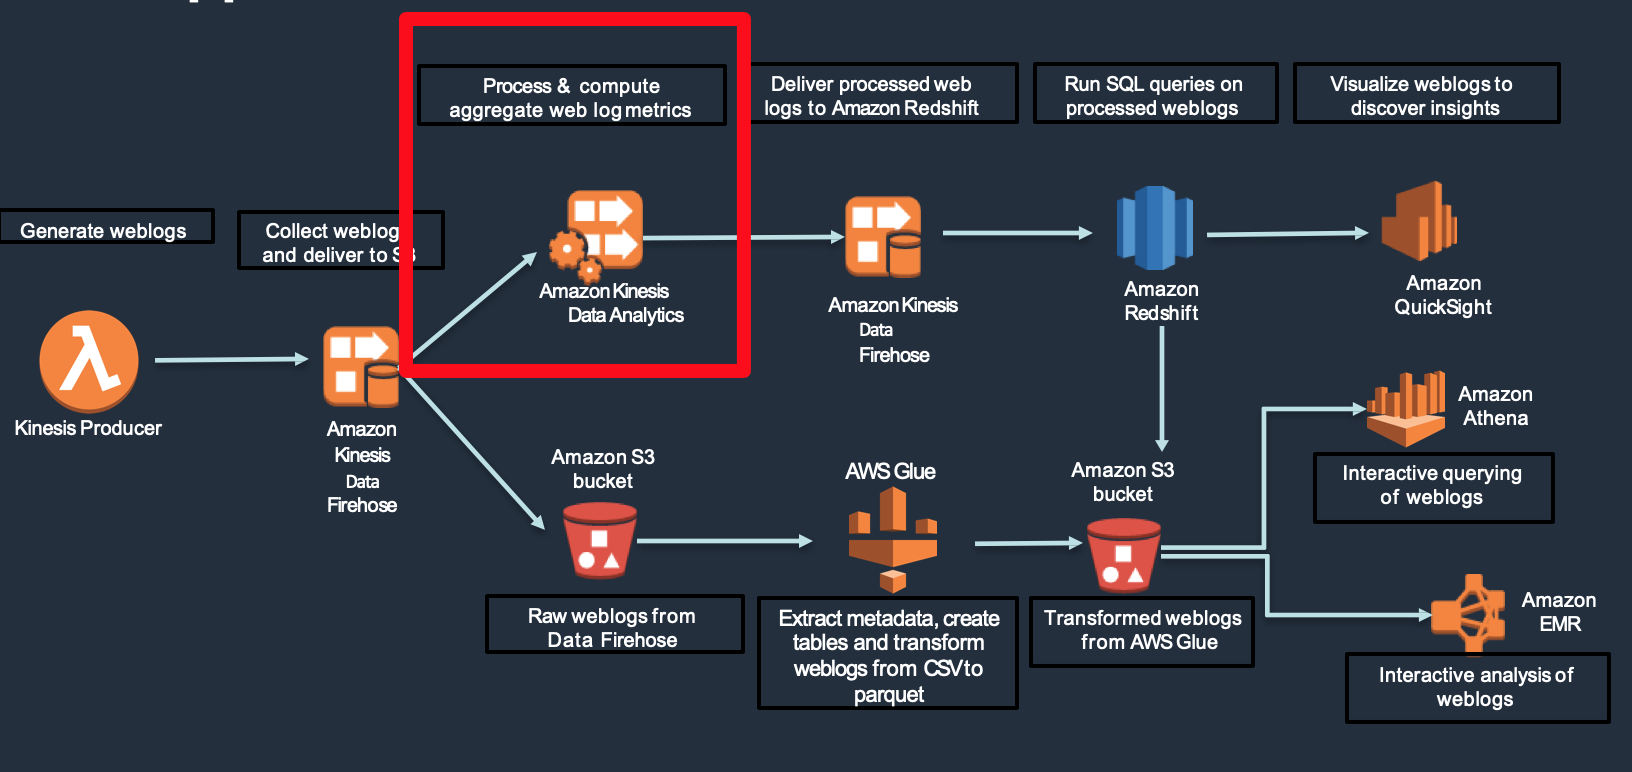 Process & compute
aggregate web log metrics
Deliver processed web
logs to Amazon Redshift
Run SQL queries on
processed weblogs
Visualize weblogs to
discover insights
Generate weblogs
Collect weblog
and deliver to S3
Amazon Kinesis
Data Analytics
Amazon Kinesis
Data
Firehose
Amazon
Redshift
Amazon
QuickSight
Kinesis Producer
Amazon
Kinesis
Data
Firehose
Amazon S3
bucket
AWS Glue
Amazon S3
bucket
Amazon
Athena
Interactive querying
of weblogs
Raw weblogs from
Data Firehose
Extract metadata, create
tables and transform
weblogs from CSV to
parquet
Transformed weblogs
from AWS Glue
Amazon
EMR
Interactive analysis of
weblogs